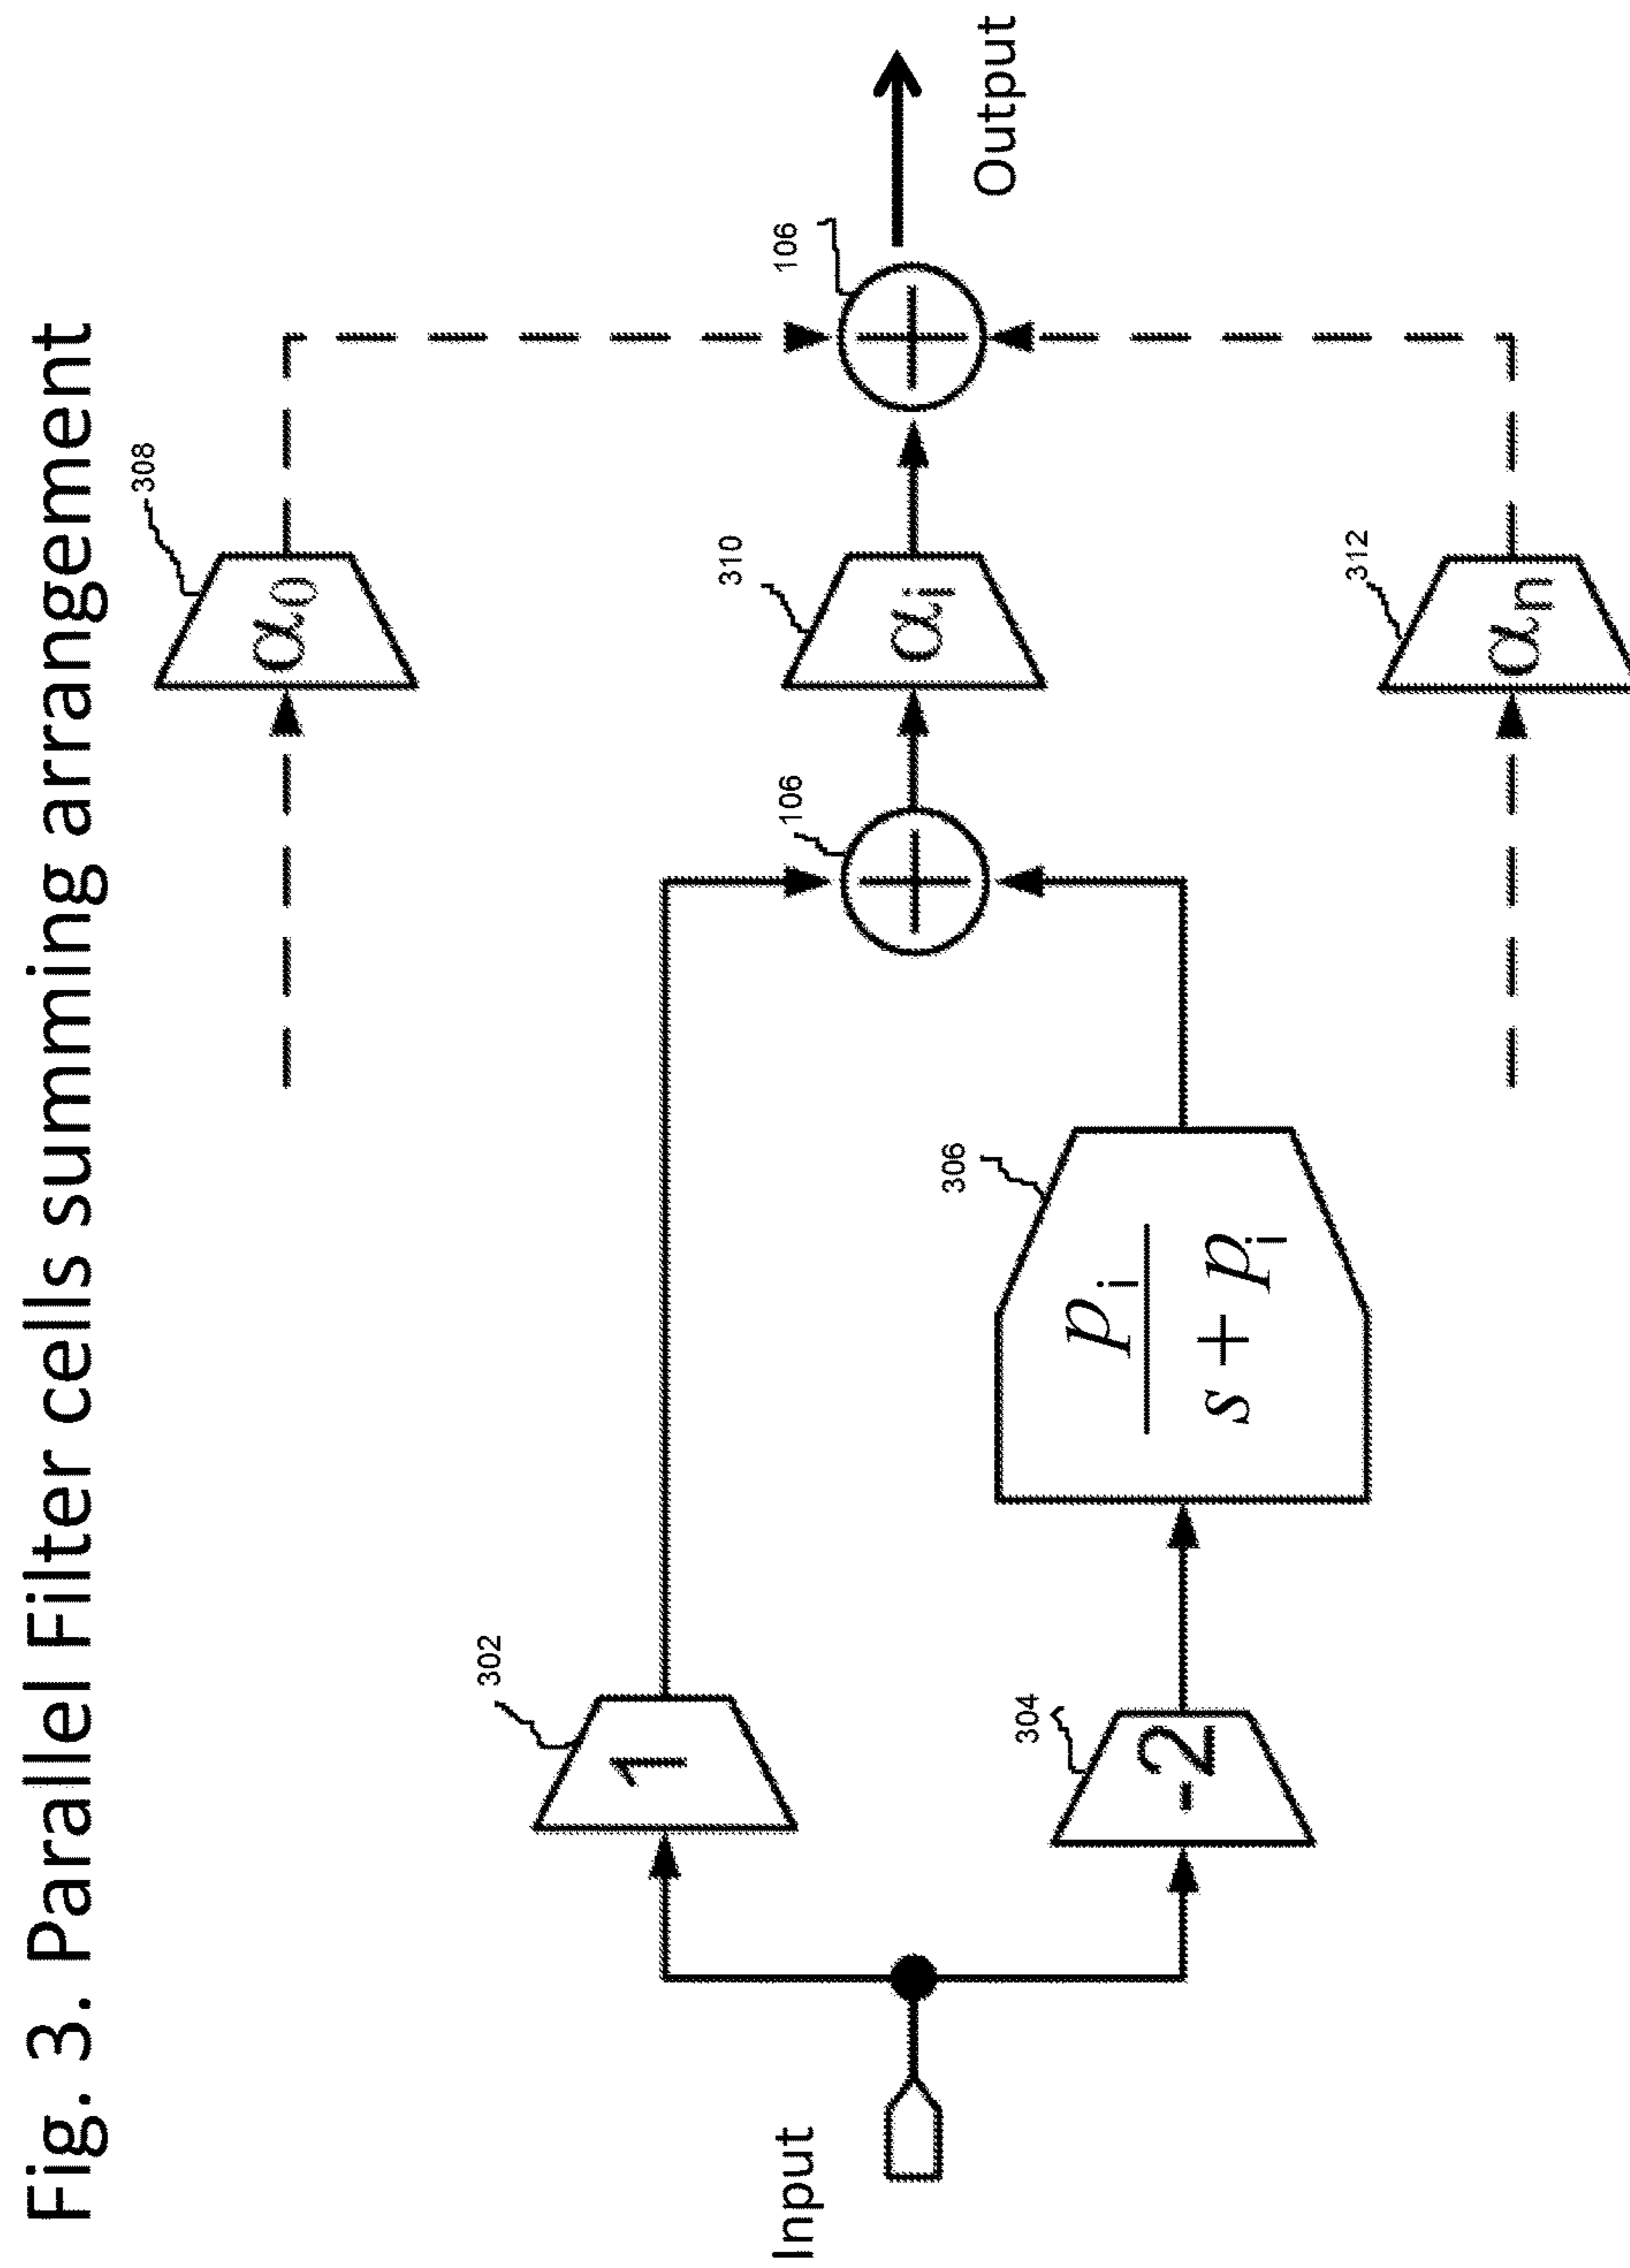 Fig. 3. Parallel Filter cells summing arrangement
308
α0
302
1
106
310
αi
106
Input
Output
304
-2
306
pi
s + pi
312
αn